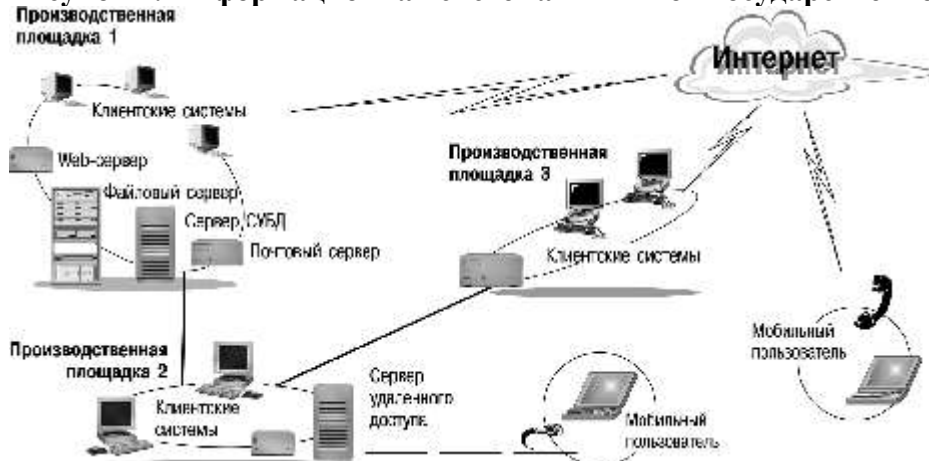 Производственная
площадка 1
Интернет
Клиентские системы
Web-сервер
Производственная
площадка 3
Файловый сервер
Сервер СУБД
Почтовый сервер
Клиентские системы
Мобильный
пользователь
Производственная
площадка 2
Сервер
удаленного
доступа
Клиентские
системы
Мобильный
пользователь